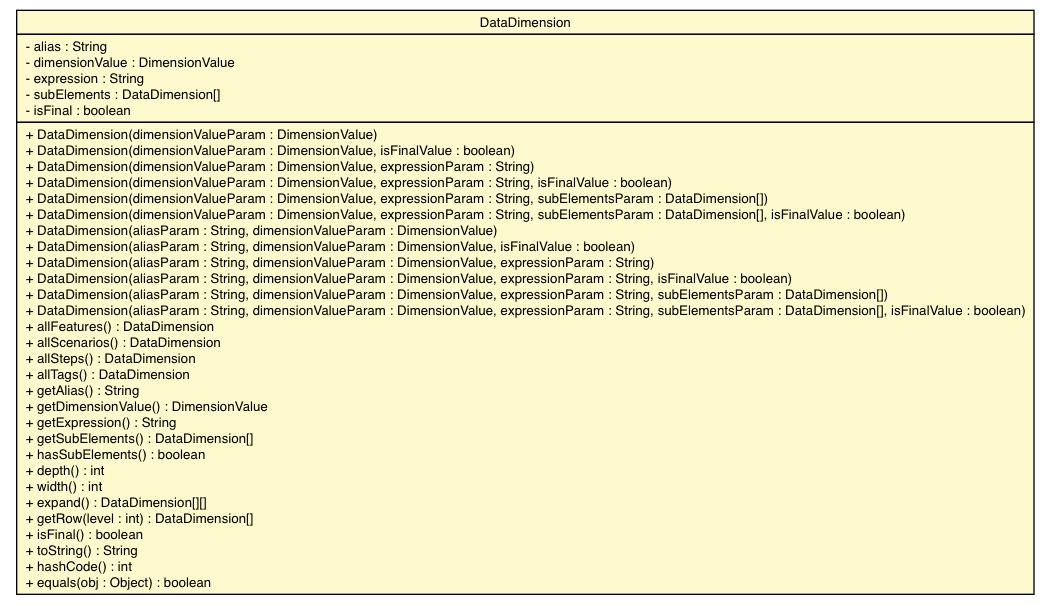 DataDimension
- alias : String
- dimensionValue : DimensionValue
- expression : String
- subElements : DataDimension[]
- isFinal : boolean
+ DataDimension(dimensionValueParam : DimensionValue)
+ DataDimension(dimensionValueParam : DimensionValue, isFinalValue : boolean)
+ DataDimension(dimensionValueParam : DimensionValue, expressionParam : String)
+ DataDimension(dimensionValueParam : DimensionValue, expressionParam : String, isFinalValue : boolean)
+ DataDimension(dimensionValueParam : DimensionValue, expressionParam : String, subElementsParam : DataDimension[])
+ DataDimension(dimensionValueParam : DimensionValue, expressionParam : String, subElementsParam : DataDimension[], isFinalValue : boolean)
+ DataDimension(aliasParam : String, dimensionValueParam : DimensionValue)
+ DataDimension(aliasParam : String, dimensionValueParam : DimensionValue, isFinalValue : boolean)
+ DataDimension(aliasParam : String, dimensionValueParam : DimensionValue, expressionParam : String)
+ DataDimension(aliasParam : String, dimensionValueParam : DimensionValue, expressionParam : String, isFinalValue : boolean)
+ DataDimension(aliasParam : String, dimensionValueParam : DimensionValue, expressionParam : String, subElementsParam : DataDimension[])
+ DataDimension(aliasParam : String, dimensionValueParam : DimensionValue, expressionParam : String, subElementsParam : DataDimension[], isFinalValue : boolean)
+ allFeatures() : DataDimension
+ allScenarios() : DataDimension
+ allSteps() : DataDimension
+ allTags() : DataDimension
+ getAlias() : String
+ getDimensionValue() : DimensionValue
+ getExpression() : String
+ getSubElements() : DataDimension[]
+ hasSubElements() : boolean
+ depth() : int
+ width() : int
+ expand() : DataDimension[][]
+ getRow(level : int) : DataDimension[]
+ isFinal() : boolean
+ toString() : String
+ hashCode() : int
+ equals(obj : Object) : boolean